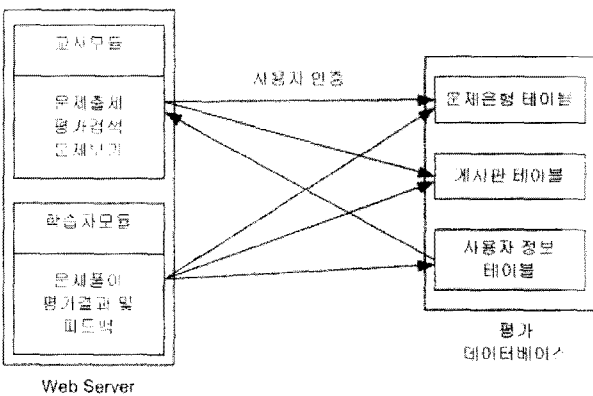 교사모듈
문제출제
평가검색
문제보기
학습자모듈
문제풀이
평가결과 및
피드백
Web Server
사용자 인증
문제은행 테이블
게시판 테이블
사용자 정보
테이블
평가
데이터베이스